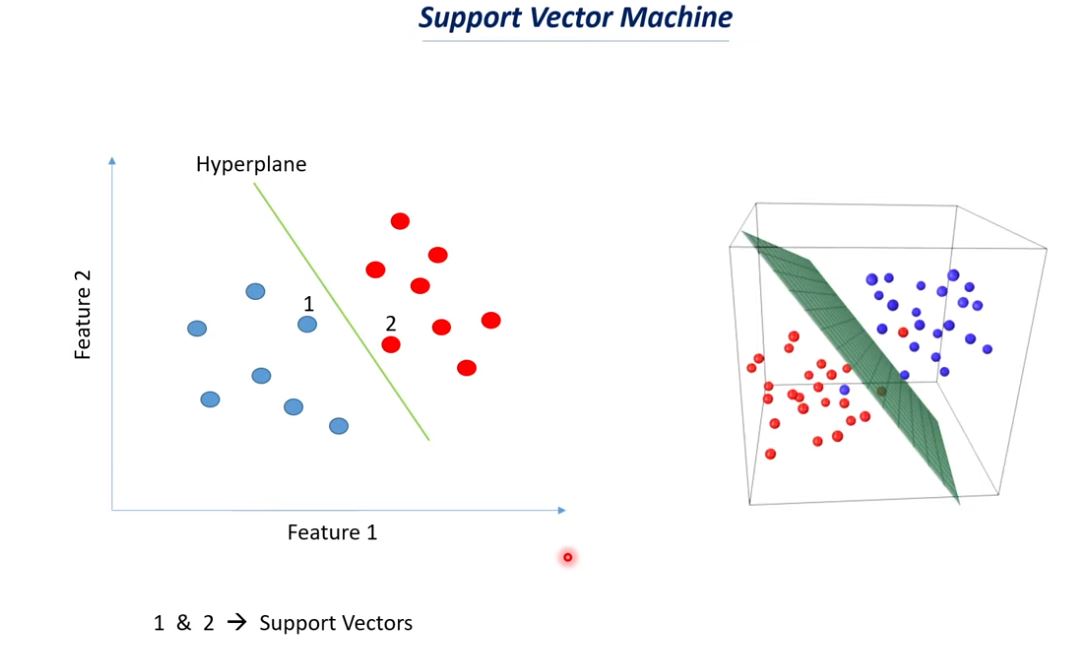 Support Vector Machine
Hyperplane
1
2
Feature 2
Feature 1
1 & 2 → Support Vectors